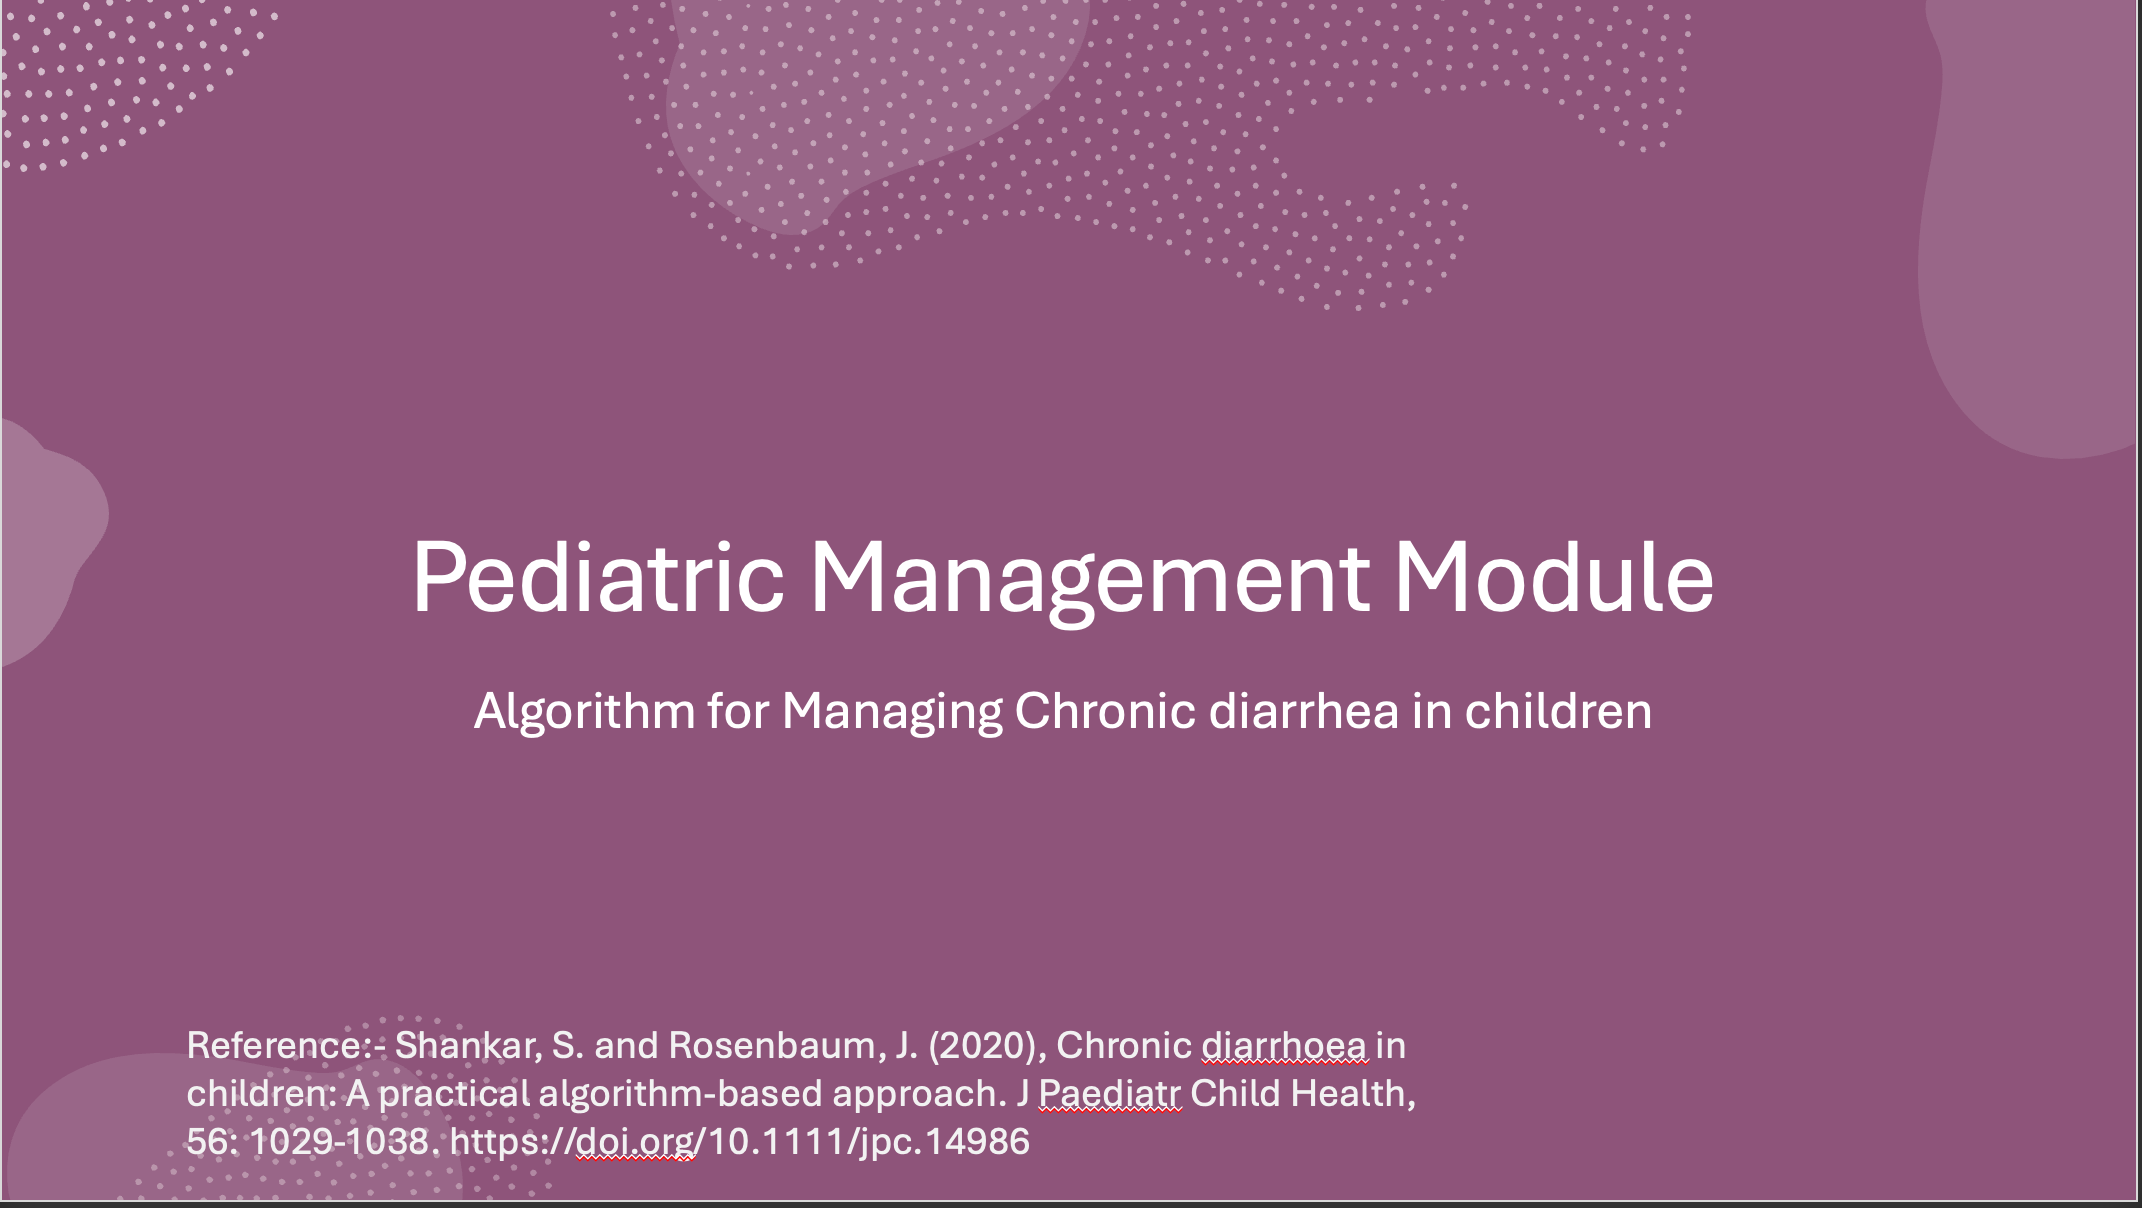 Pediatric Management Module
Algorithm for Managing Chronic diarrhea in children
Reference:- Shankar, S. and Rosenbaum, J. (2020), Chronic diarrhoea in
children: A practical algorithm-based approach. J Paediatr Child Health,
56: 1029-1038. https://doi.org/10.1111/jpc.14986